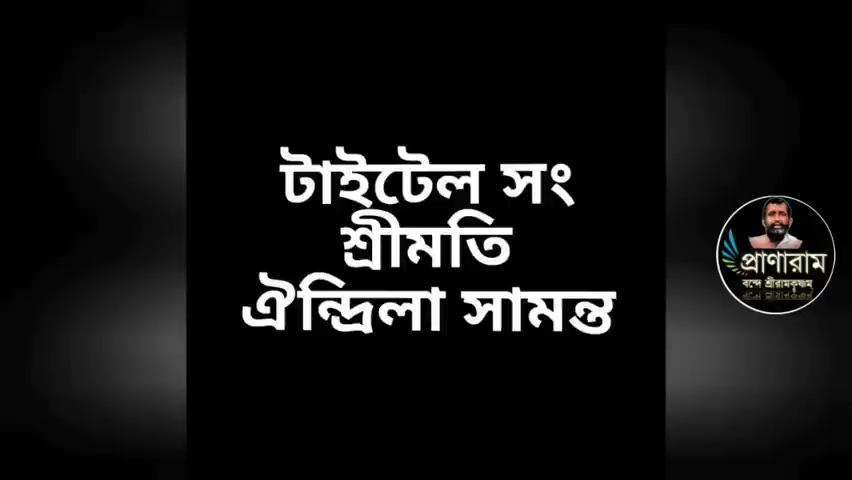 টাইটেল সং
শ্রীমতি
ঐন্দ্রিলা সামন্ত
প্রাণারাম
বন্দে শ্রীরামকৃষ্ণম্